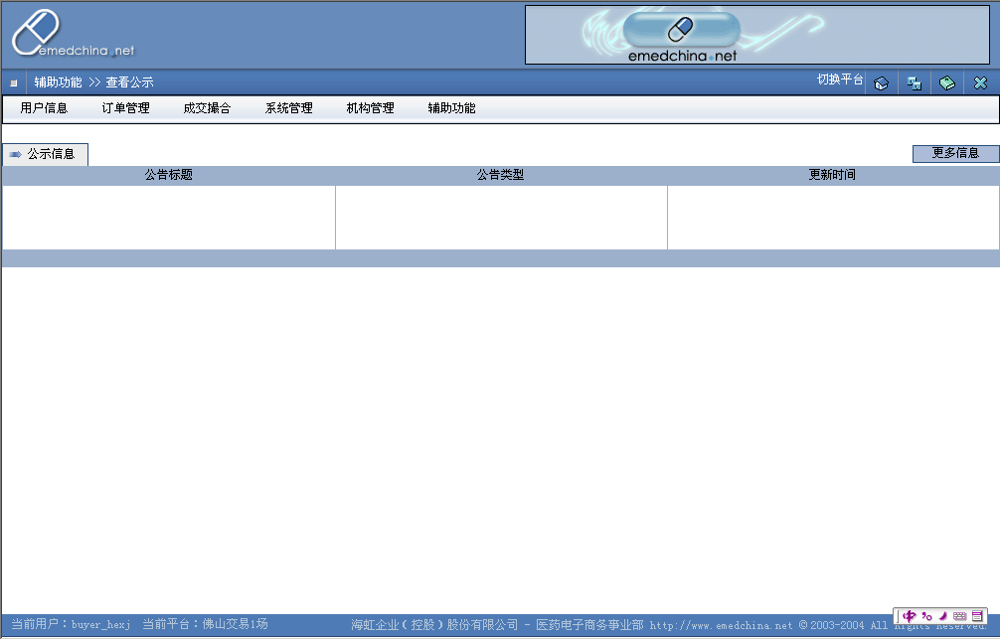 emedchina.net
emedchina.net
辅助功能 >> 查看公示
切换平台
用户信息 订单管理 成交撮合 系统管理 机构管理 辅助功能
公示信息
更多信息
公告标题 公告类型 更新时间
当前用户：buyer_hexj 当前平台：佛山交易1场
海虹企业（控股）股份有限公司 - 医药电子商务事业部 http://www.emedchina.net ©2003-2004 All Rights Reserved
中